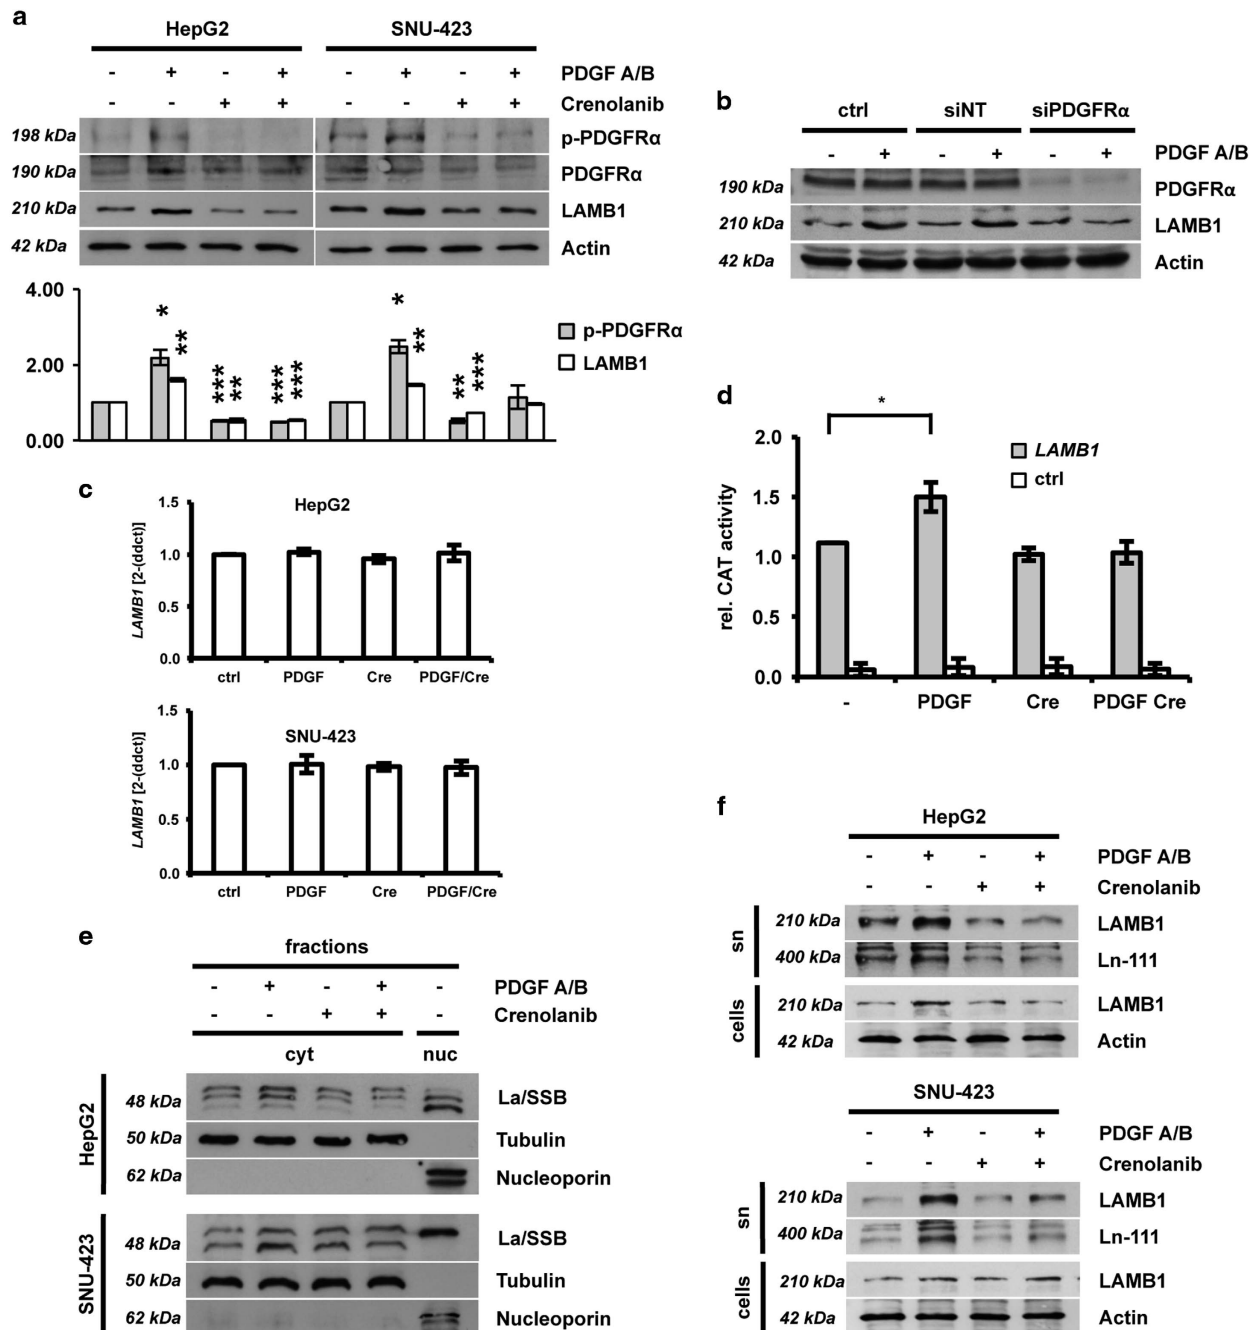 a
HepG2 SNU-423
- + - + - + - + PDGF A/B
- - + + - - + + Crenolanib
198 kDa p-PDGFRα
190 kDa PDGFRα
210 kDa LAMB1
42 kDa Actin
4.00
2.00
0.00
* ** *** ** *** *** * ** ** ***
p-PDGFRα
LAMB1
b
ctrl siNT siPDGFRα
- + - + - + PDGF A/B
190 kDa PDGFRα
210 kDa LAMB1
42 kDa Actin
c
HepG2
LAMB1 [2-(ddct)]
1.5
1.0
0.5
0.0
ctrl PDGF Cre PDGF/Cre
SNU-423
LAMB1 [2-(ddct)]
1.5
1.0
0.5
0.0
ctrl PDGF Cre PDGF/Cre
d
*
rel. CAT activity
2.0
1.5
1.0
0.5
0.0
LAMB1
ctrl
- PDGF Cre PDGF Cre
e
fractions
- + - + - PDGF A/B
- - + + - Crenolanib
cyt nuc
HepG2
48 kDa La/SSB
50 kDa Tubulin
62 kDa Nucleoporin
SNU-423
48 kDa La/SSB
50 kDa Tubulin
62 kDa Nucleoporin
f
HepG2
- + - + PDGF A/B
- - + + Crenolanib
sn
210 kDa LAMB1
400 kDa Ln-111
cells
210 kDa LAMB1
42 kDa Actin
SNU-423
- + - + PDGF A/B
- - + + Crenolanib
sn
210 kDa LAMB1
400 kDa Ln-111
cells
210 kDa LAMB1
42 kDa Actin